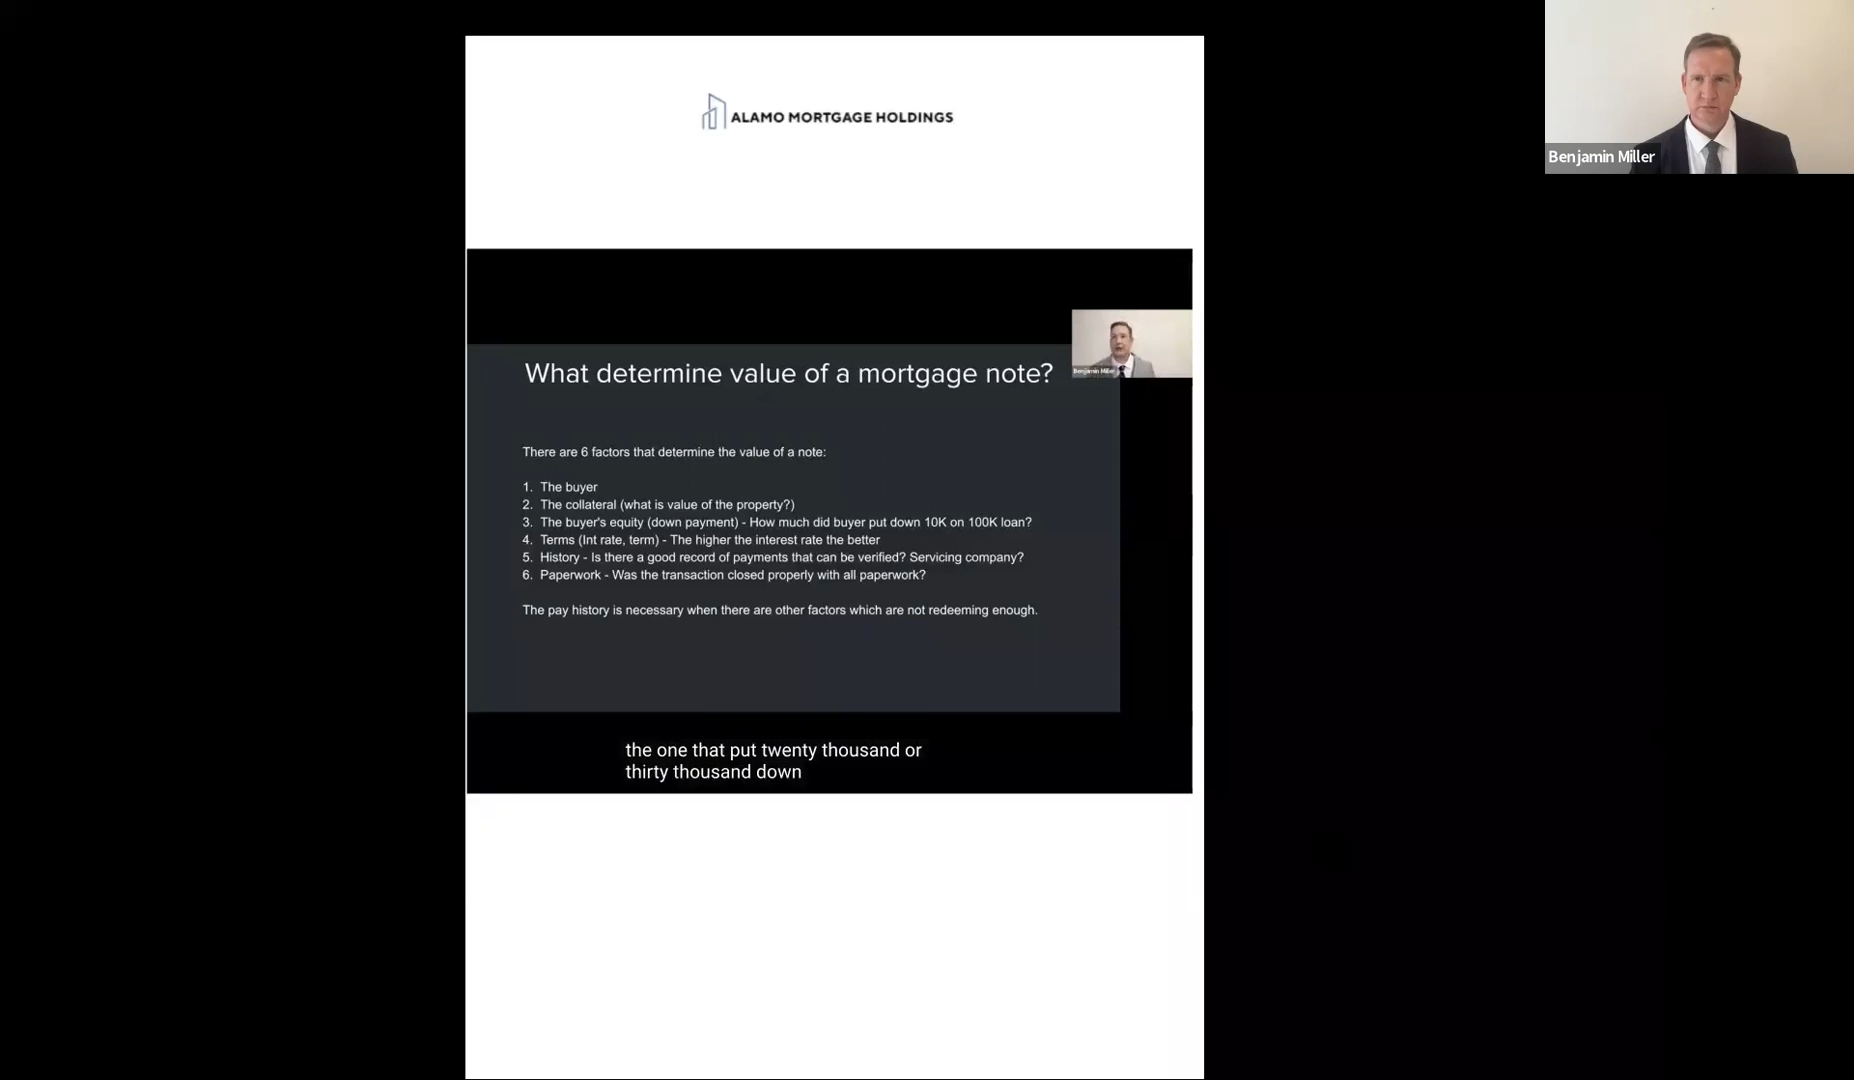 ALAMO MORTGAGE HOLDINGS
Benjamin Miller
What determine value of a mortgage note?
Benjamin Miller
There are 6 factors that determine the value of a note:
1. The buyer
2. The collateral (what is value of the property?)
3. The buyer's equity (down payment) - How much did buyer put down 10K on 100K loan?
4. Terms (Int rate, term) - The higher the interest rate the better
5. History - Is there a good record of payments that can be verified? Servicing company?
6. Paperwork - Was the transaction closed properly with all paperwork?
The pay history is necessary when there are other factors which are not redeeming enough.
the one that put twenty thousand or
thirty thousand down